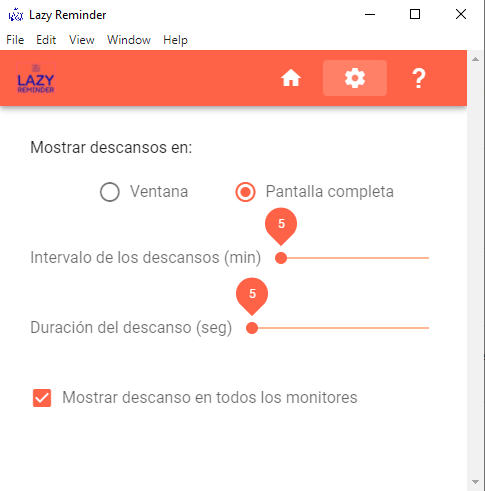 Lazy Reminder
File Edit View Window Help
LAZY
REMINDER
?
Mostrar descansos en:
Ventana Pantalla completa
5
Intervalo de los descansos (min)
5
Duración del descanso (seg)
Mostrar descanso en todos los monitores